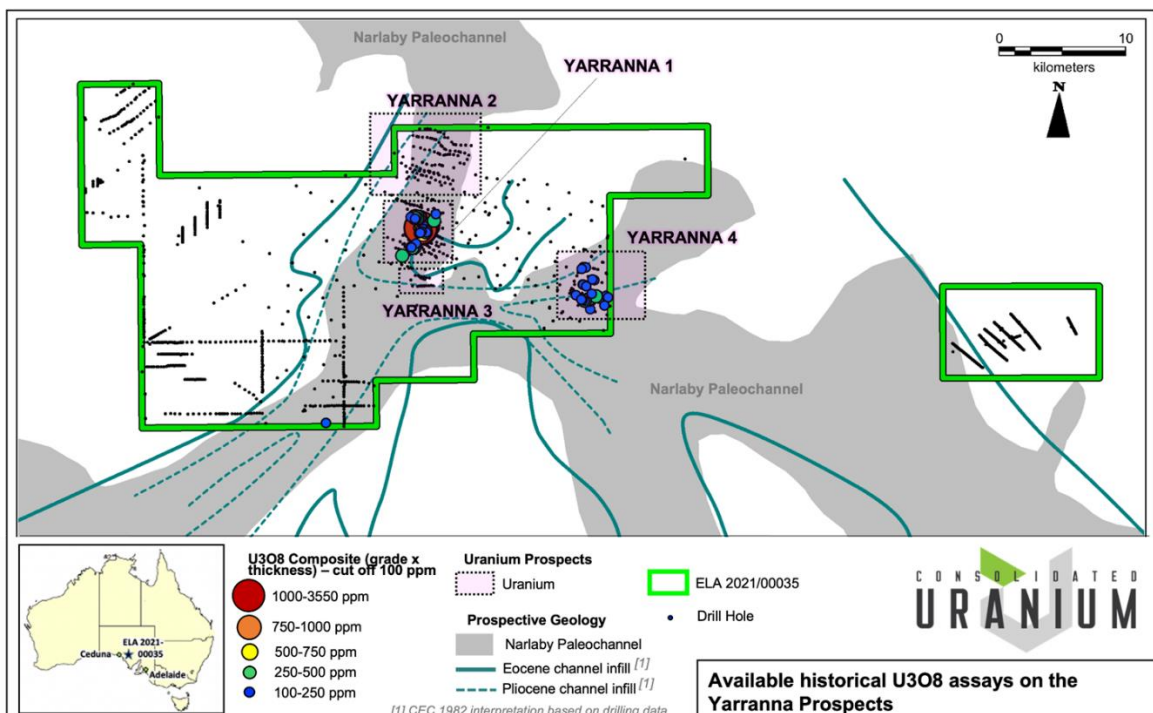 Narlaby Paleochannel
YARRANNA 1
0 10
kilometers
N
YARRANNA 2
YARRANNA 4
YARRANNA 3
Narlaby Paleochannel
ELA 2021-
00035
Ceduna
Adelaide
U3O8 Composite (grade x
thickness) – cut off 100 ppm
1000-3550 ppm
750-1000 ppm
500-750 ppm
250-500 ppm
100-250 ppm
Uranium Prospects
Uranium
Prospective Geology
Narlaby Paleochannel
Eocene channel infill [1]
Pliocene channel infill [1]
[1] CEC 1982 interpretation based on drilling data
ELA 2021/00035
Drill Hole
CONSOLIDATED
URANIUM
Available historical U3O8 assays on the
Yarranna Prospects